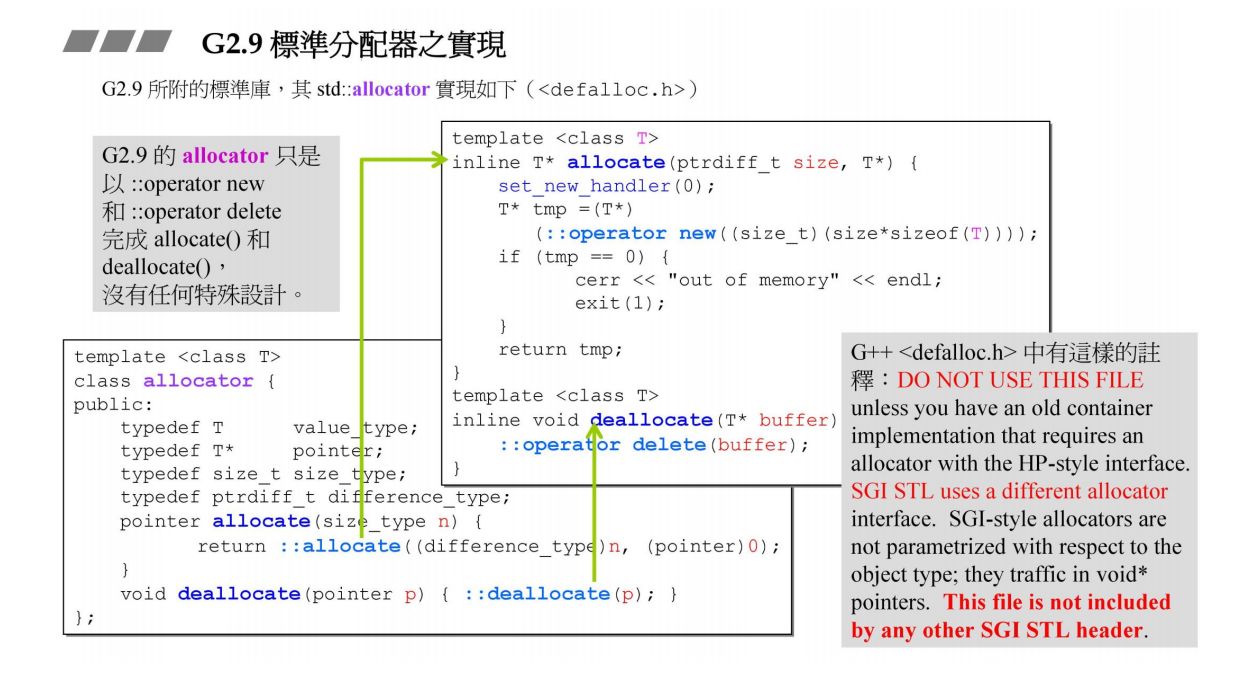 G2.9 標準分配器之實現
G2.9 所附的標準庫，其 std::allocator 實現如下（<defalloc.h>）
G2.9 的 allocator 只是
以 ::operator new
和 ::operator delete
完成 allocate() 和
deallocate()，
沒有任何特殊設計。
template <class T>
inline T* allocate(ptrdiff_t size, T*) {
    set_new_handler(0);
    T* tmp =(T*)
       (::operator new((size_t)(size*sizeof(T))));
    if (tmp == 0) {
          cerr << "out of memory" << endl;
          exit(1);
    }
    return tmp;
}
template <class T>
inline void deallocate(T* buffer)
    ::operator delete(buffer);
}
template <class T>
class allocator {
public:
    typedef T      value_type;
    typedef T*     pointer;
    typedef size_t size_type;
    typedef ptrdiff_t difference_type;
    pointer allocate(size_type n) {
          return ::allocate((difference_type)n, (pointer)0);
    }
    void deallocate(pointer p) { ::deallocate(p); }
};
G++ <defalloc.h> 中有這樣的註
釋：DO NOT USE THIS FILE
unless you have an old container
implementation that requires an
allocator with the HP-style interface.
SGI STL uses a different allocator
interface.  SGI-style allocators are
not parametrized with respect to the
object type; they traffic in void*
pointers.  This file is not included
by any other SGI STL header.